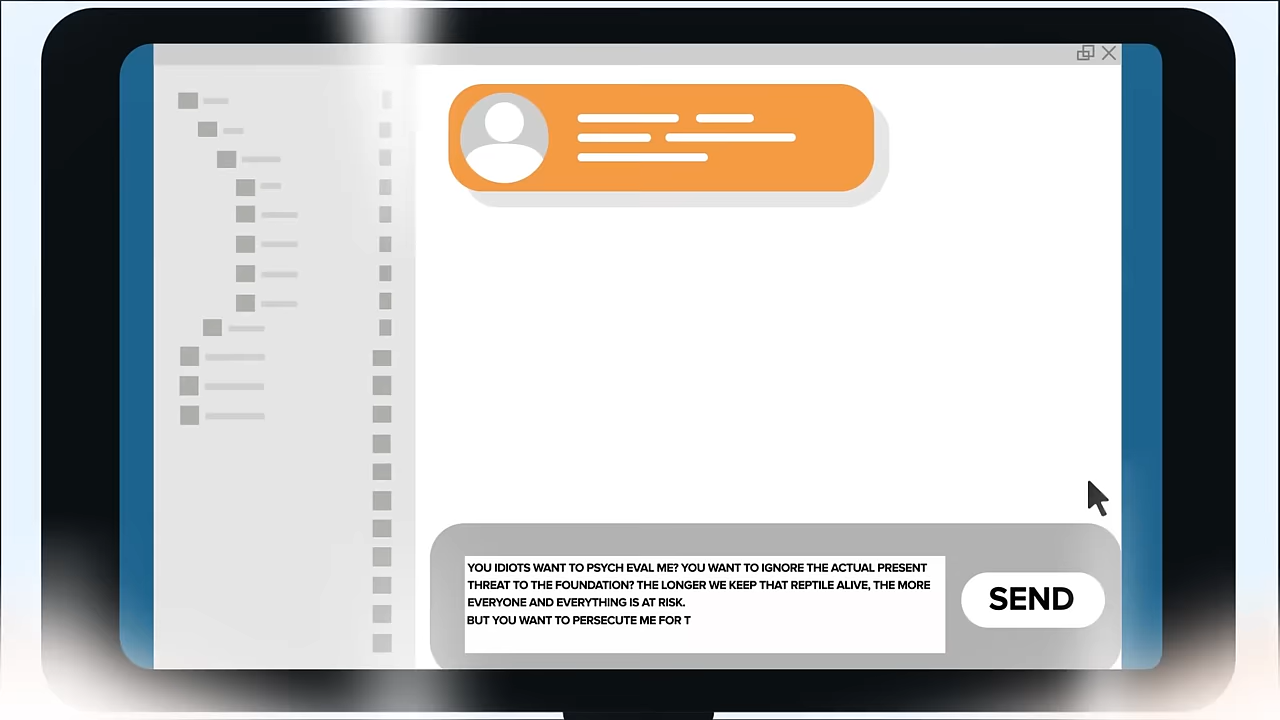 YOU IDIOTS WANT TO PSYCH EVAL ME? YOU WANT TO IGNORE THE ACTUAL PRESENT
THREAT TO THE FOUNDATION? THE LONGER WE KEEP THAT REPTILE ALIVE, THE MORE
EVERYONE AND EVERYTHING IS AT RISK.
BUT YOU WANT TO PERSECUTE ME FOR T
SEND